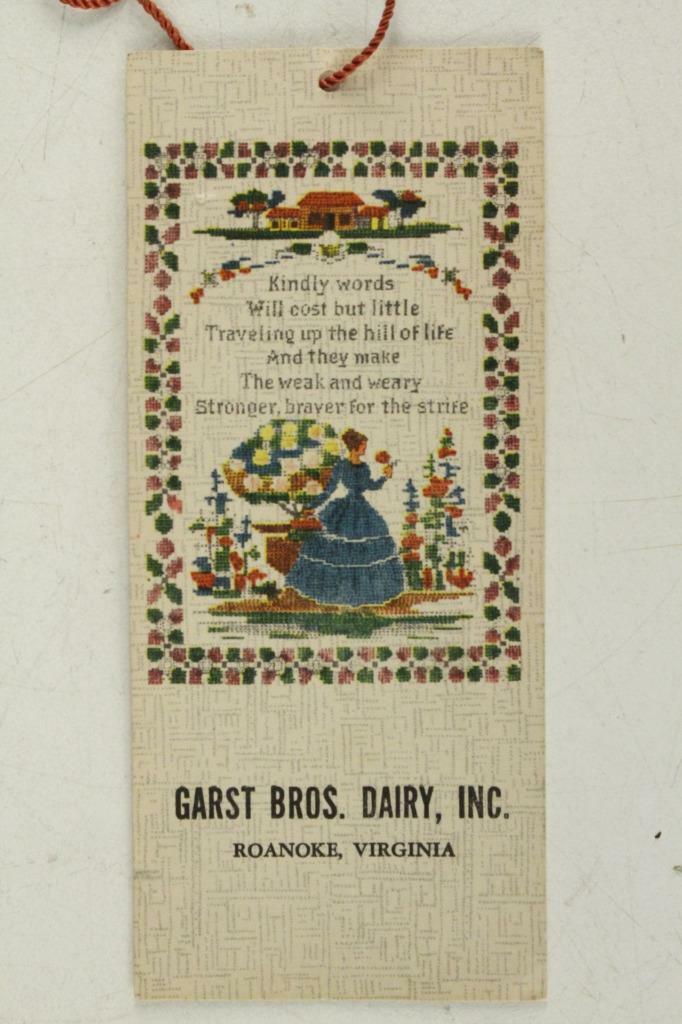 Kindly words
Will cost but little
Traveling up the hill of life
And they make
The weak and weary
Stronger, braver for the strife
GARST BROS. DAIRY, INC.
ROANOKE, VIRGINIA